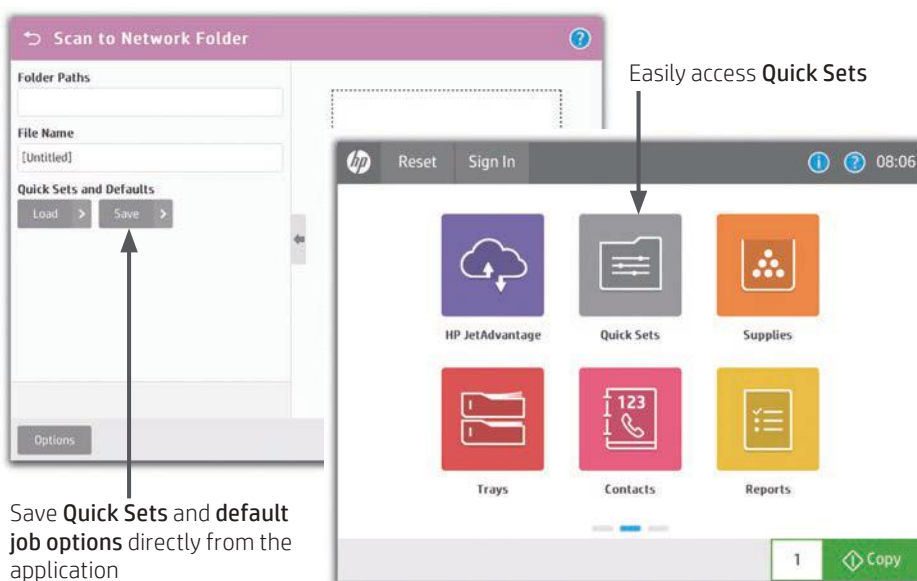 Scan to Network Folder
?
Folder Paths
File Name
[Untitled]
Quick Sets and Defaults
Load > Save >
Options
Save Quick Sets and default
job options directly from the
application
Easily access Quick Sets
hp Reset Sign In i ? 08:06
HP JetAdvantage Quick Sets Supplies
123
Trays Contacts Reports
1 Copy